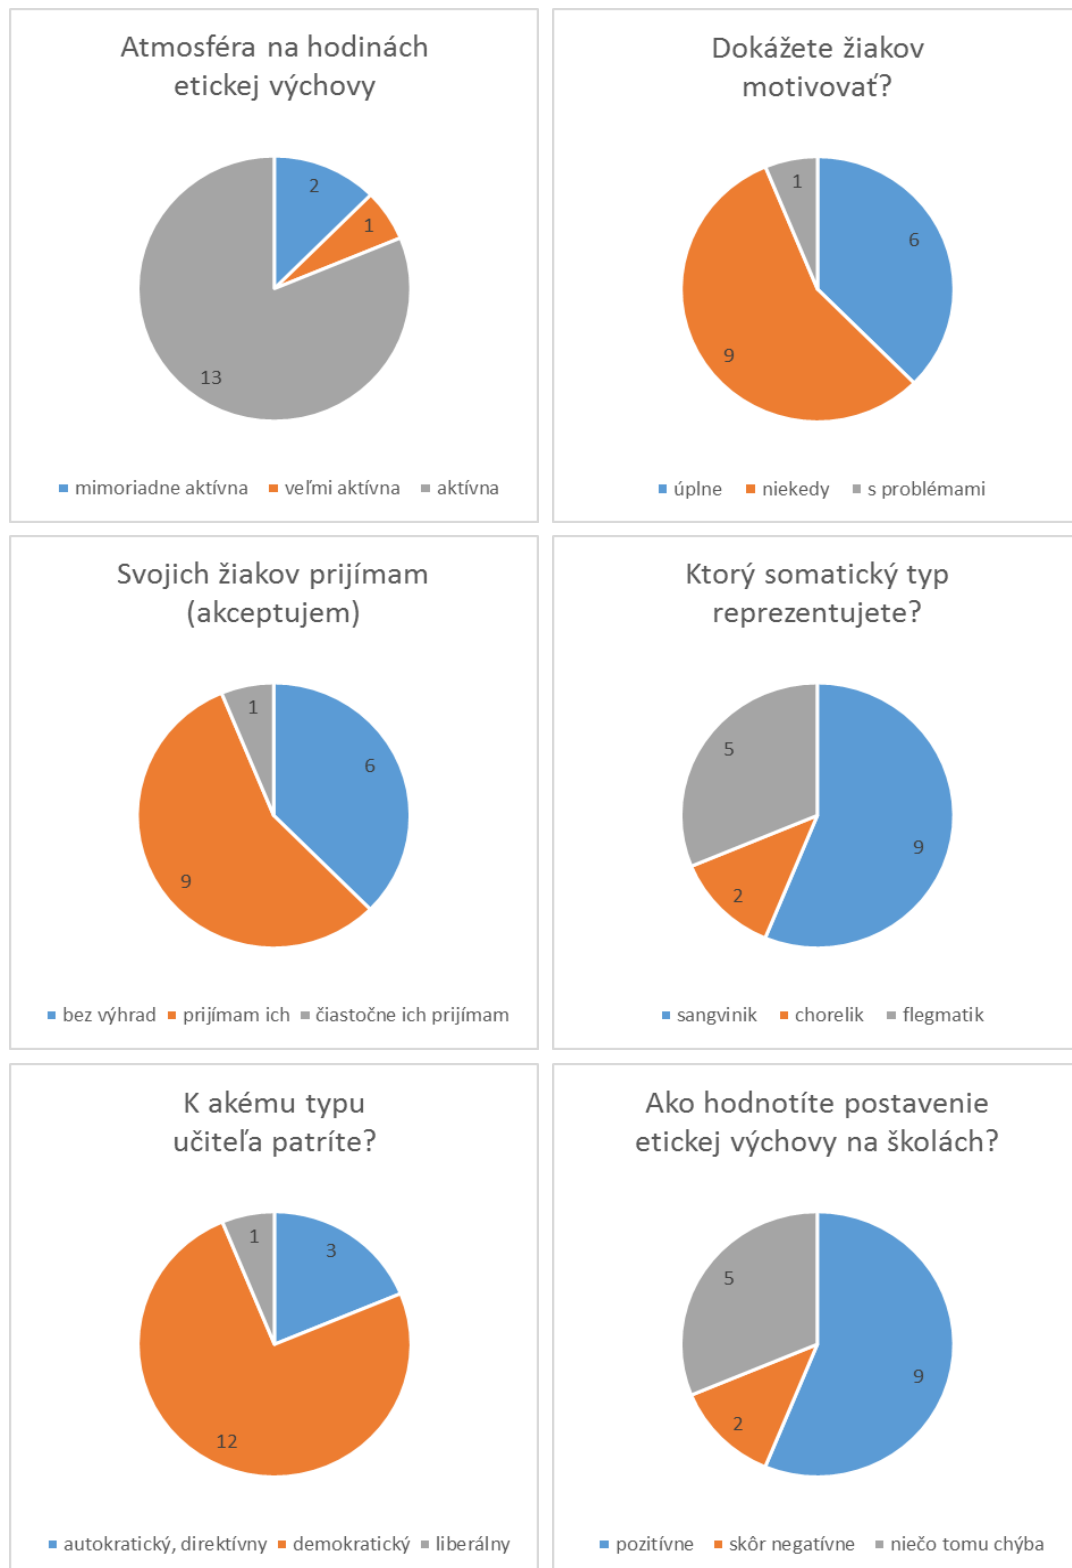 Atmosféra na hodinách
etickej výchovy
2
1
13
mimoriadne aktívna veľmi aktívna aktívna
Dokážete žiakov
motivovať?
1
6
9
úplne niekedy s problémami
Svojich žiakov prijímam
(akceptujem)
1
6
9
bez výhrad prijímam ich čiastočne ich prijímam
Ktorý somatický typ
reprezentujete?
5
9
2
sangvinik chorelik flegmatik
K akému typu
učiteľa patríte?
1
3
12
autokratický, direktívny demokratický liberálny
Ako hodnotíte postavenie
etickej výchovy na školách?
5
9
2
pozitívne skôr negatívne niečo tomu chýba